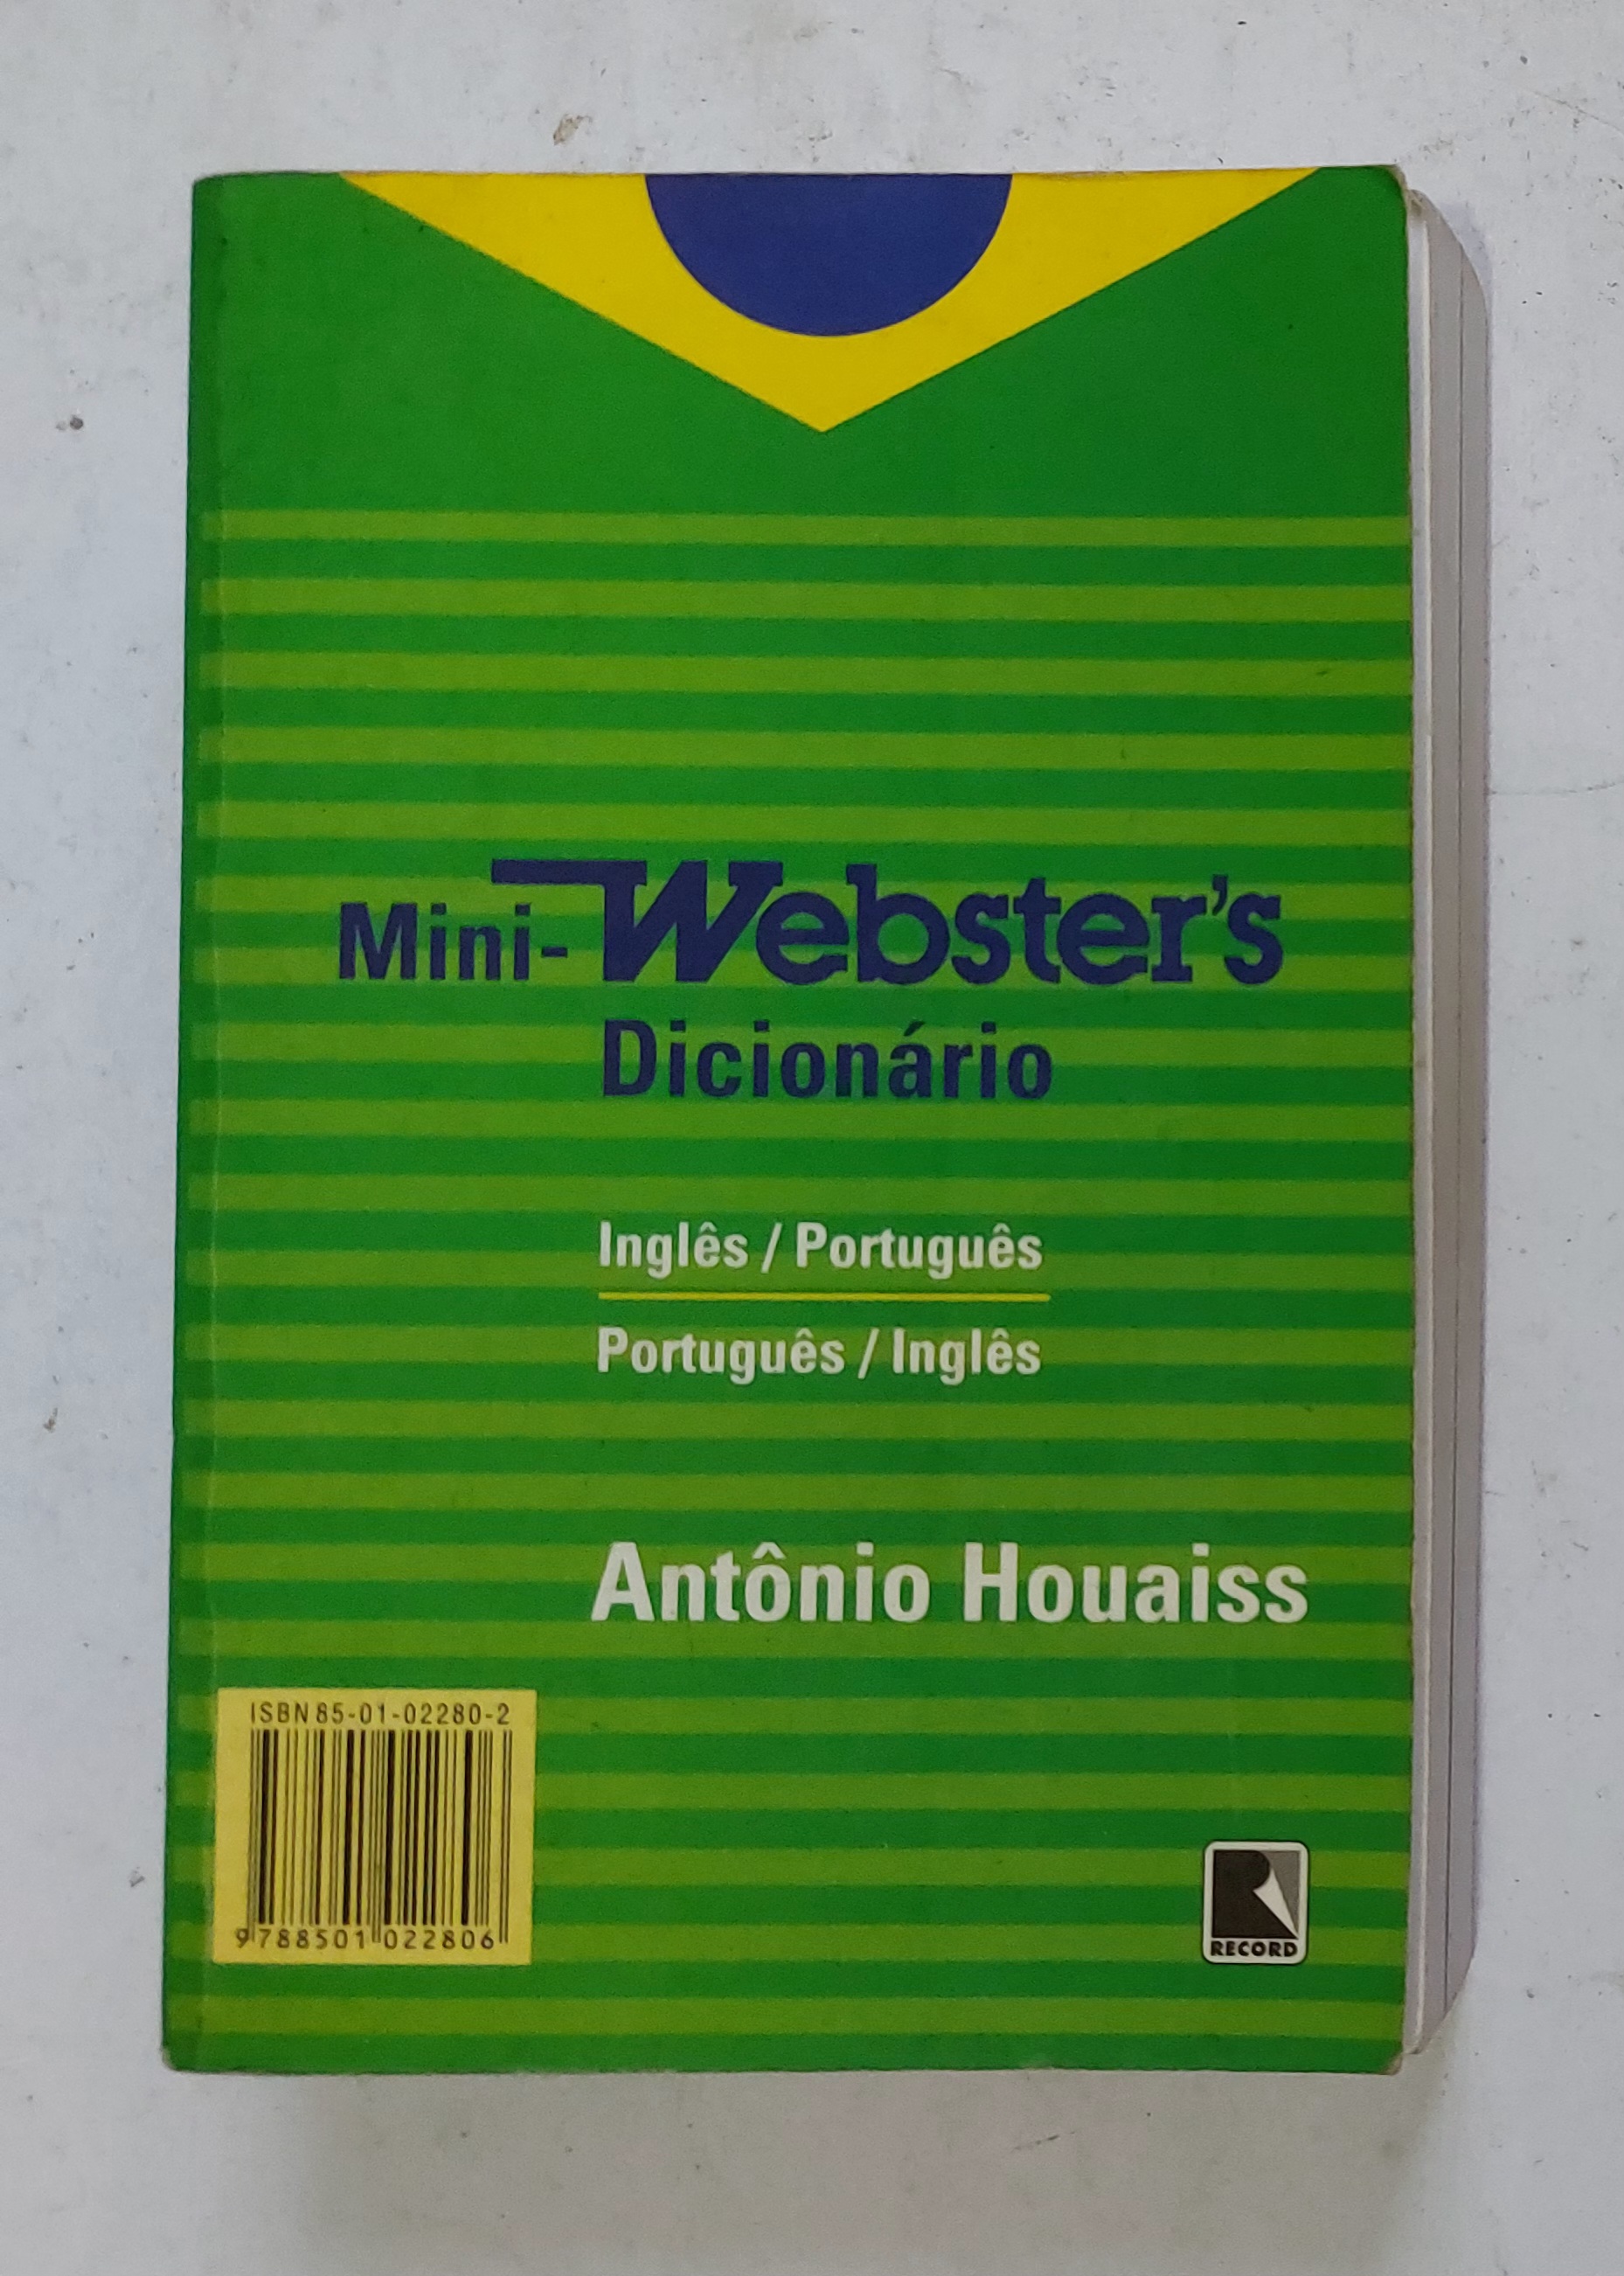 Mini-Webster's
Dicionário
Inglês / Português
Português / Inglês
Antônio Houaiss
ISBN 85-01-02280-2
9788501022806
RECORD